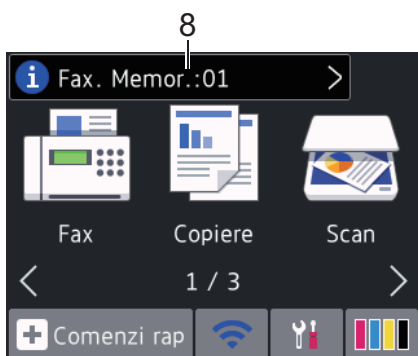 8
i Fax. Memor.:01 >
Fax Copiere Scan
< 1 / 3 >
+ Comenzi rap